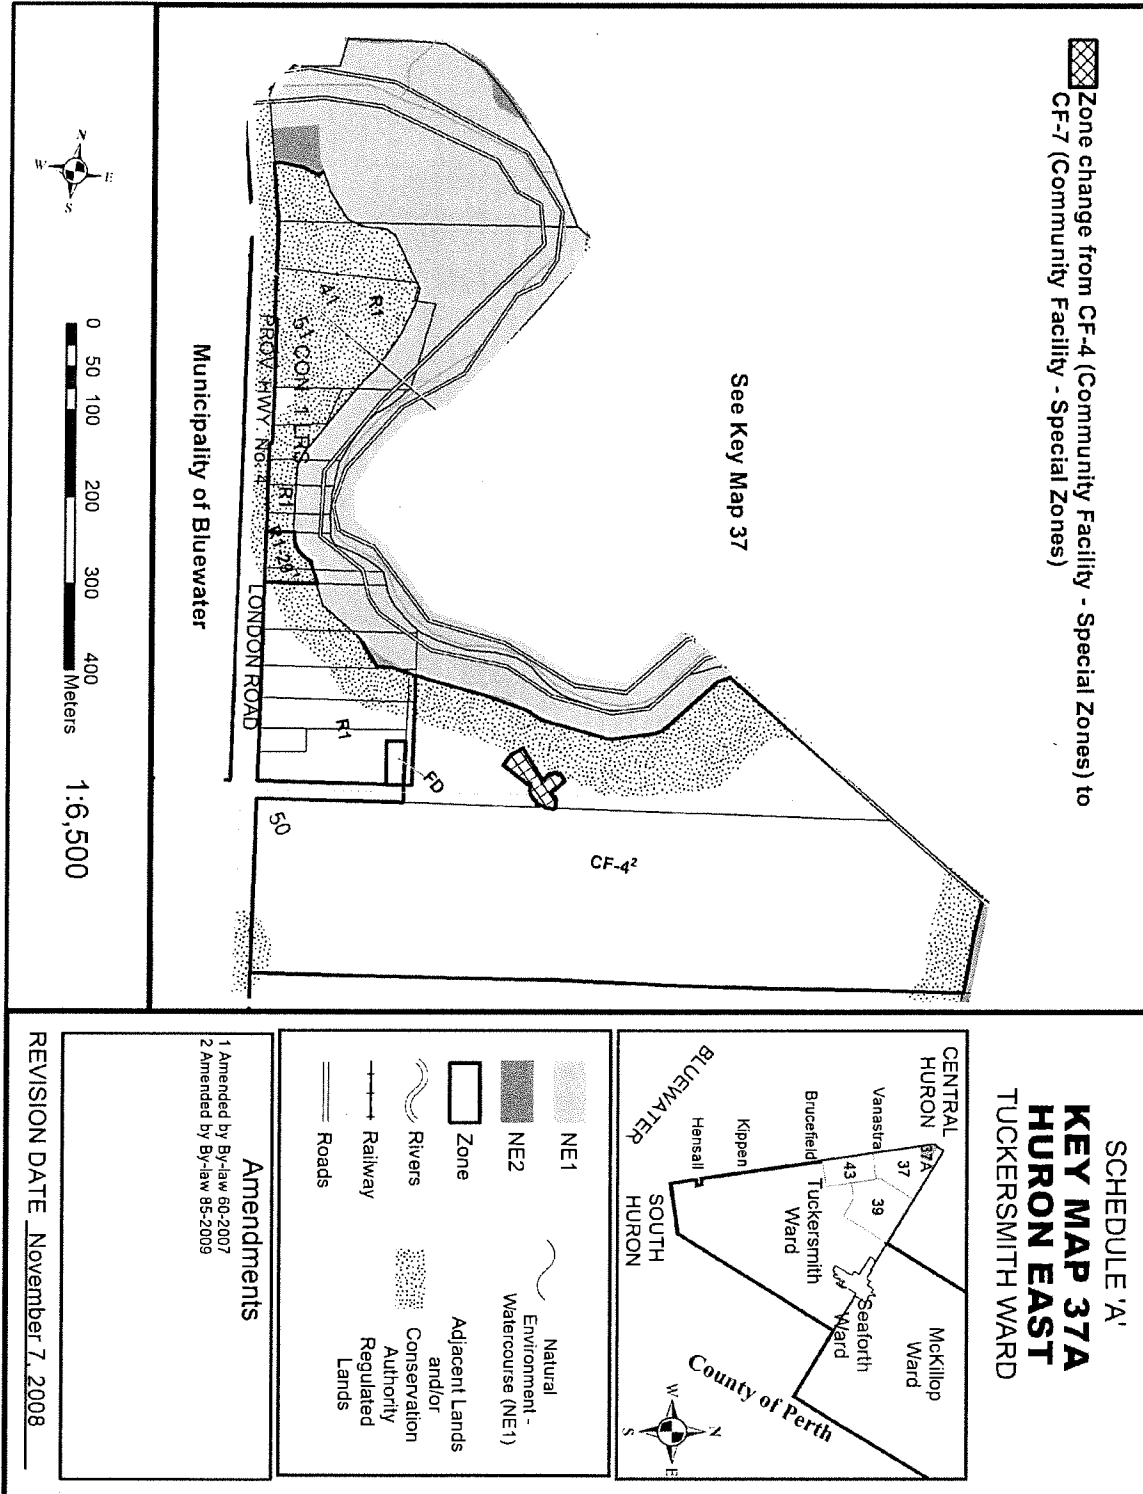 Zone change from CF-4 (Community Facility - Special Zones) to
CF-7 (Community Facility - Special Zones)
See Key Map 37
R1
A1
51 CON. 1 LRS
PROV. HWY. No. 4
R1
R1-29¹
LONDON ROAD
R1
FD
50
CF-4²
Municipality of Bluewater
N
W
E
S
0
50
100
200
300
400
Meters
1:6,500
SCHEDULE 'A'
KEY MAP 37A
HURON EAST
TUCKERSMITH WARD
CENTRAL
HURON
37A
Vanastra
37
Brucefield
43
39
Kippen
Hensall
BLUEWATER
Tuckersmith
Ward
SOUTH
HURON
Seaforth
Ward
McKillop
Ward
County of Perth
N
W
E
S
NE1
NE2
Zone
Rivers
Railway
Roads
Natural
Environment -
Watercourse (NE1)
Adjacent Lands
and/or
Conservation
Authority
Regulated
Lands
Amendments
1 Amended by By-law 60-2007
2 Amended by By-law 85-2009
REVISION DATE November 7, 2008